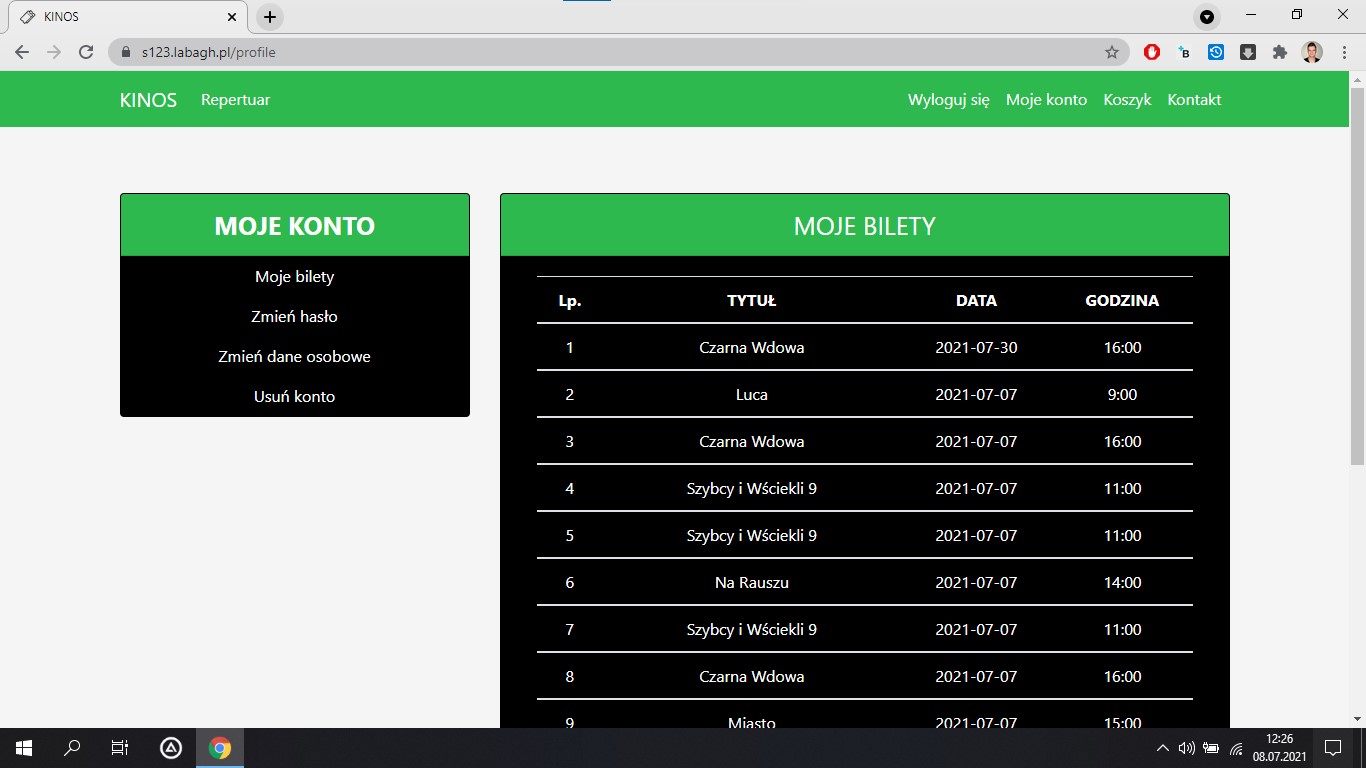 KINOS
s123.labagh.pl/profile
KINOS Repertuar Wyloguj się Moje konto Koszyk Kontakt
MOJE KONTO
Moje bilety
Zmień hasło
Zmień dane osobowe
Usuń konto
MOJE BILETY
Lp. TYTUŁ DATA GODZINA
1 Czarna Wdowa 2021-07-30 16:00
2 Luca 2021-07-07 9:00
3 Czarna Wdowa 2021-07-07 16:00
4 Szybcy i Wściekli 9 2021-07-07 11:00
5 Szybcy i Wściekli 9 2021-07-07 11:00
6 Na Rauszu 2021-07-07 14:00
7 Szybcy i Wściekli 9 2021-07-07 11:00
8 Czarna Wdowa 2021-07-07 16:00
9 Miasto 2021-07-07 15:00
12:26
08.07.2021